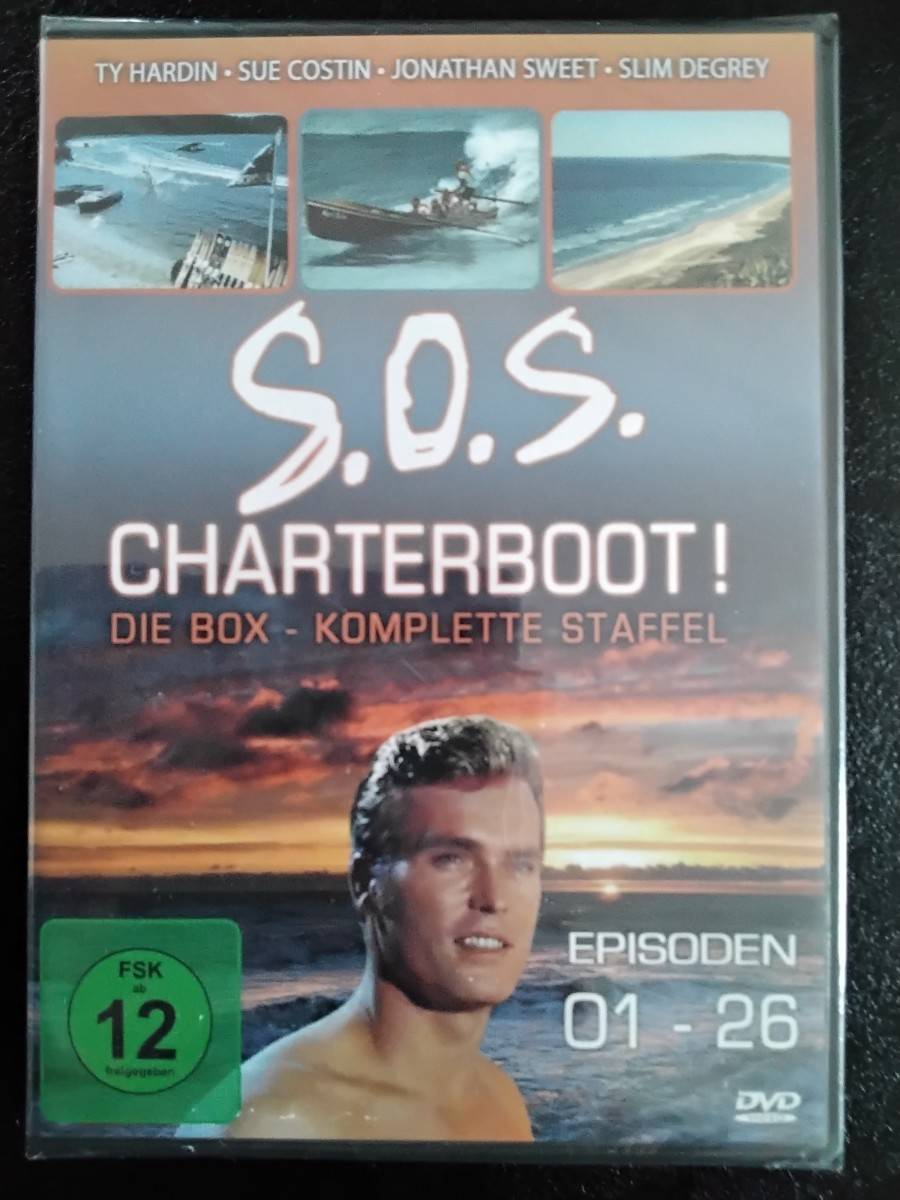 TY HARDIN • SUE COSTIN • JONATHAN SWEET • SLIM DEGREY
S.O.S.
CHARTERBOOT!
DIE BOX - KOMPLETTE STAFFEL
EPISODEN
01 - 26
FSK
ab
12
freigegeben
DVD
VIDEO